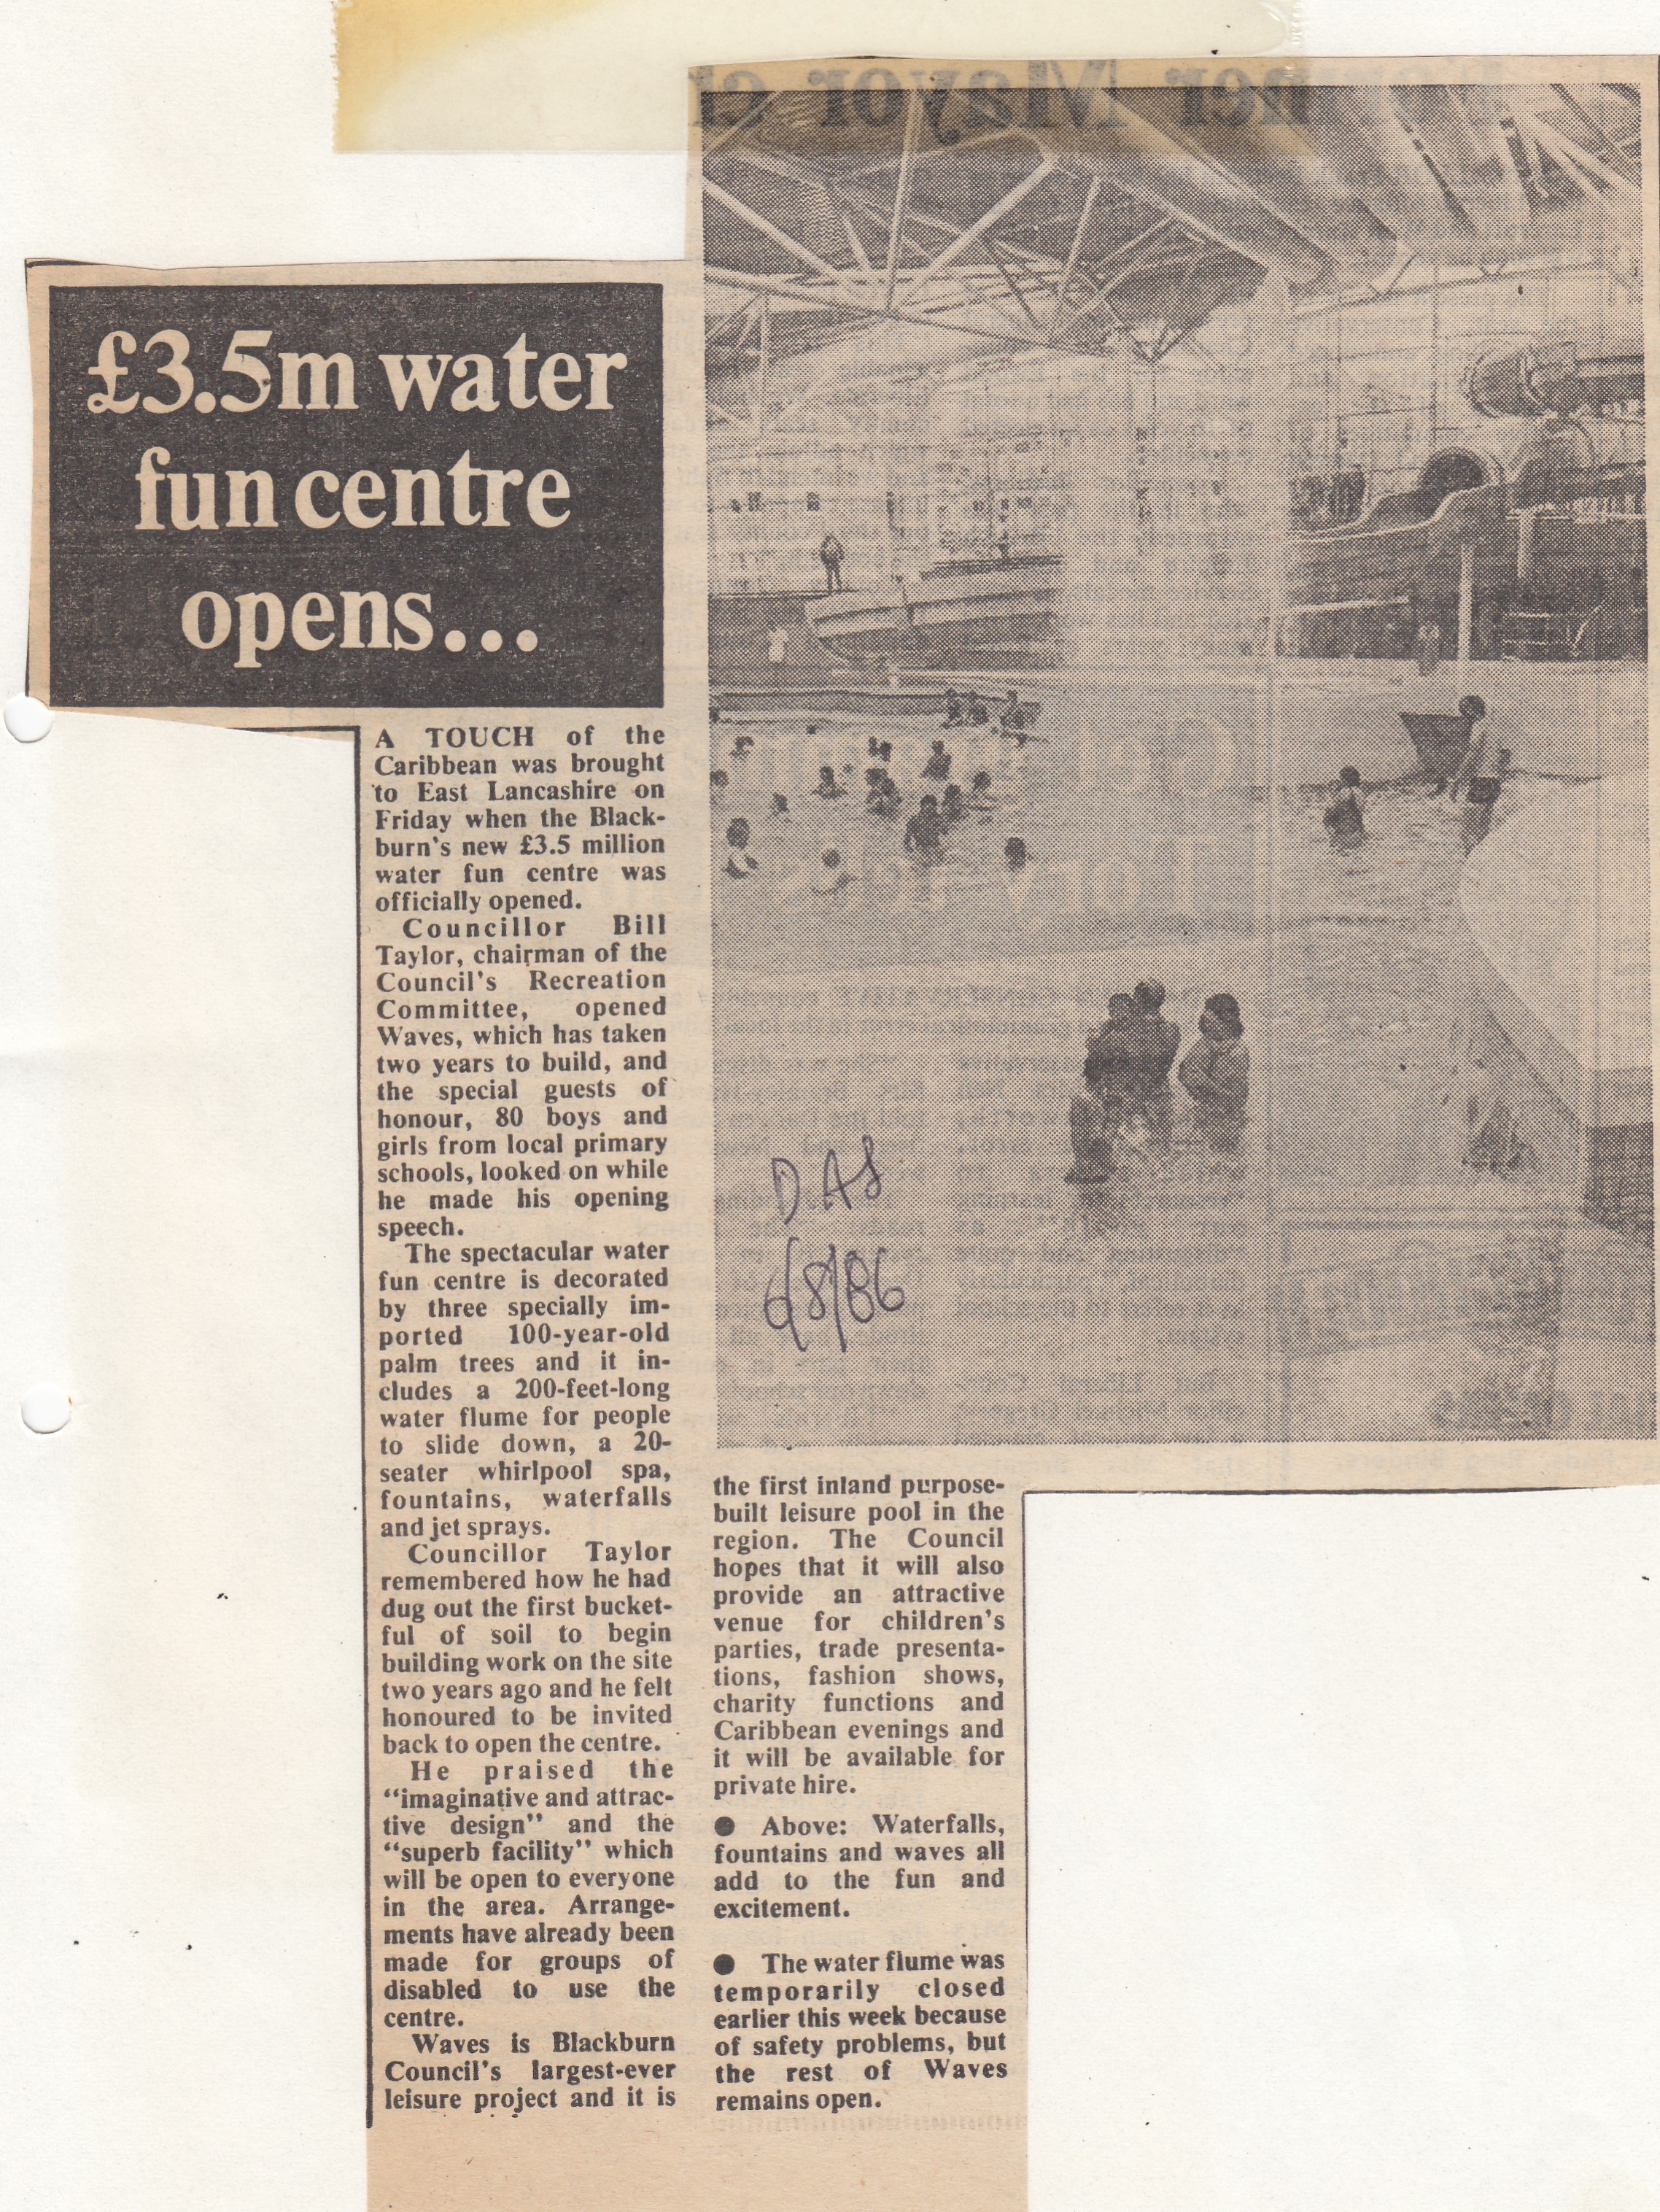 £3.5m water
fun centre
opens...
A TOUCH of the
Caribbean was brought
to East Lancashire on
Friday when the Black-
burn's new £3.5 million
water fun centre was
officially opened.
Councillor Bill
Taylor, chairman of the
Council's Recreation
Committee, opened
Waves, which has taken
two years to build, and
the special guests of
honour, 80 boys and
girls from local primary
schools, looked on while
he made his opening
speech.
The spectacular water
fun centre is decorated
by three specially im-
ported 100-year-old
palm trees and it in-
cludes a 200-feet-long
water flume for people
to slide down, a 20-
seater whirlpool spa,
fountains, waterfalls
and jet sprays.
Councillor Taylor
remembered how he had
dug out the first bucket-
ful of soil to begin
building work on the site
two years ago and he felt
honoured to be invited
back to open the centre.
He praised the
"imaginative and attrac-
tive design" and the
"superb facility" which
will be open to everyone
in the area. Arrange-
ments have already been
made for groups of
disabled to use the
centre.
Waves is Blackburn
Council's largest-ever
leisure project and it is
the first inland purpose-
built leisure pool in the
region. The Council
hopes that it will also
provide an attractive
venue for children's
parties, trade presenta-
tions, fashion shows,
charity functions and
Caribbean evenings and
it will be available for
private hire.
● Above: Waterfalls,
fountains and waves all
add to the fun and
excitement.
● The water flume was
temporarily closed
earlier this week because
of safety problems, but
the rest of Waves
remains open.
6/8/86